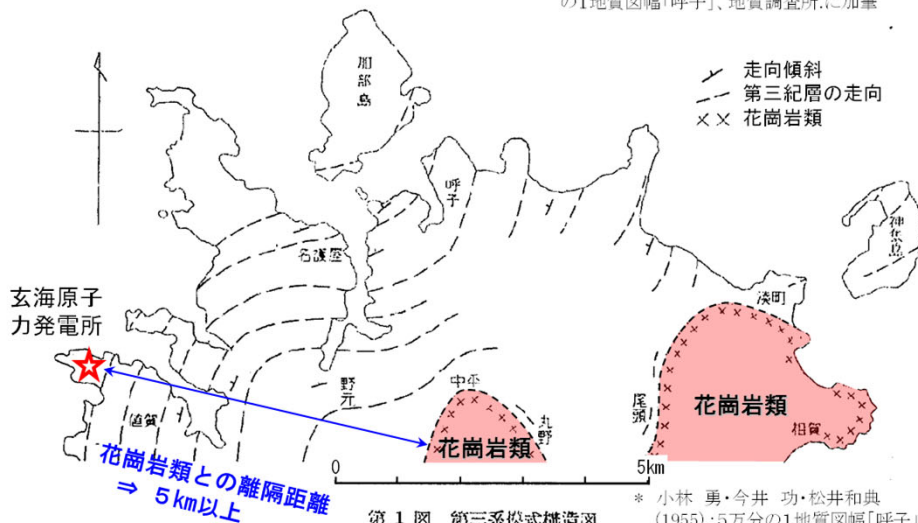 の1地質図幅「呼子」、地質調査所.に加筆
走向傾斜
第三紀層の走向
花崗岩類
加部島
呼子
名護屋
神集島
湊町
玄海原子
力発電所
値賀
野元
中平
丸野
尾頭
花崗岩類
花崗岩類
相賀
0
5km
花崗岩類との離隔距離
⇒ 5km以上
第1図 第三系模式構造図
* 小林 勇・今井 功・松井和典
(1955):5万分の1地質図幅「呼子